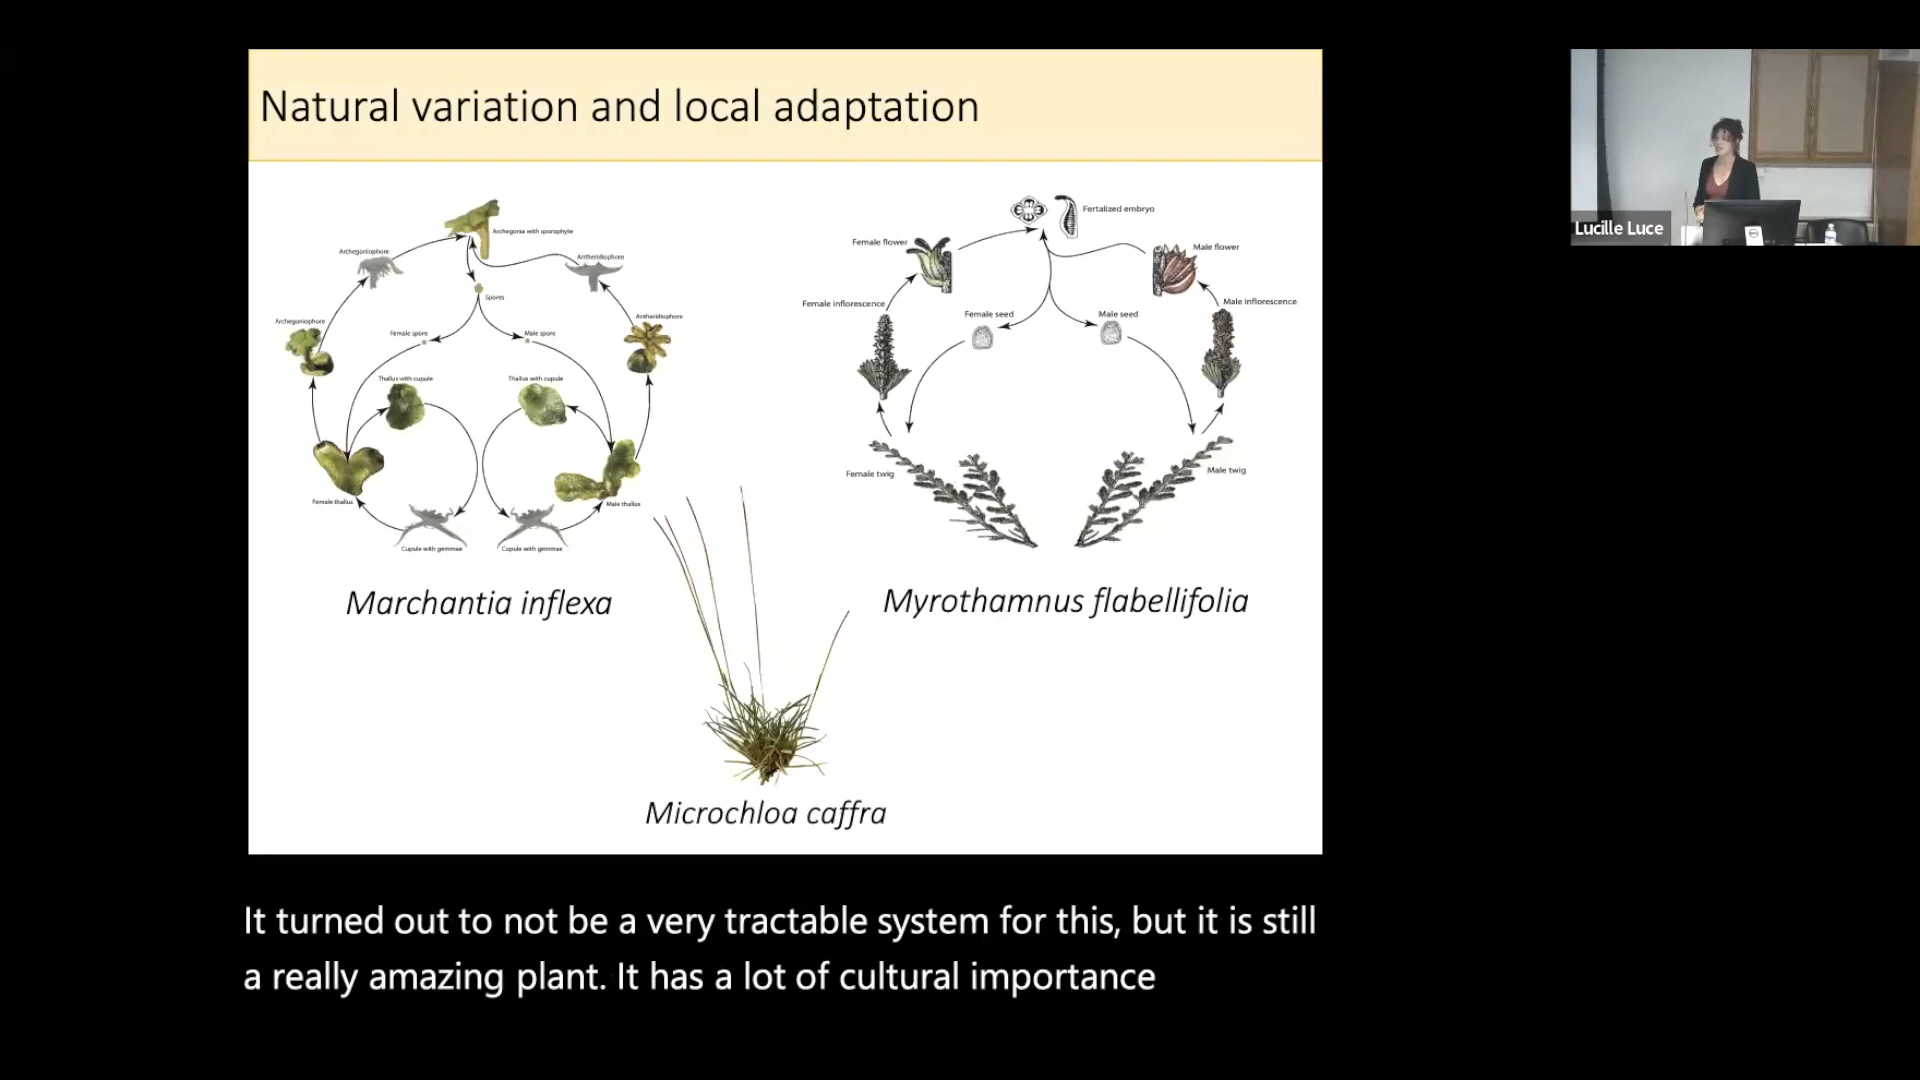 Natural variation and local adaptation
Lucille Luce
Archegonia with sporophyte
Archegoniophore
Antheridiophore
Spores
Archegoniophore
Antheridiophore
Female spore
Male spore
Thallus with cupule
Thallus with cupule
Female thallus
Male thallus
Cupule with gemmae
Cupule with gemmae
Marchantia inflexa
Fertalized embryo
Female flower
Male flower
Female inflorescence
Male inflorescence
Female seed
Male seed
Female twig
Male twig
Myrothamnus flabellifolia
Microchloa caffra
It turned out to not be a very tractable system for this, but it is still
a really amazing plant. It has a lot of cultural importance